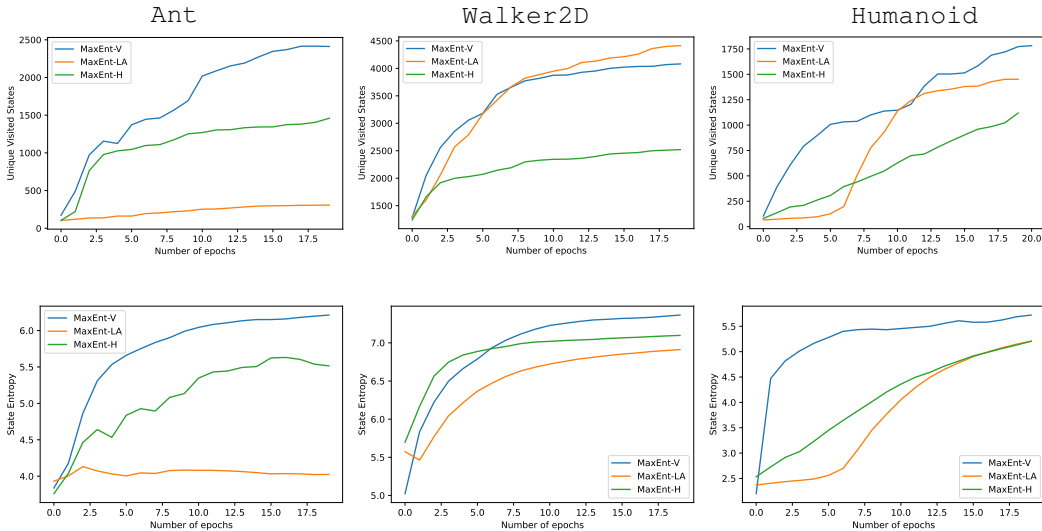 Ant
Walker2D
Humanoid
2500
2000
1500
1000
500
0
Unique Visited States
MaxEnt-V
MaxEnt-LA
MaxEnt-H
0.0 2.5 5.0 7.5 10.0 12.5 15.0 17.5
Number of epochs
4500
4000
3500
3000
2500
2000
1500
Unique Visited States
MaxEnt-V
MaxEnt-LA
MaxEnt-H
0.0 2.5 5.0 7.5 10.0 12.5 15.0 17.5
Number of epochs
1750
1500
1250
1000
750
500
250
0
Unique Visited States
MaxEnt-V
MaxEnt-LA
MaxEnt-H
0.0 2.5 5.0 7.5 10.0 12.5 15.0 17.5 20.0
Number of epochs
6.0
5.5
5.0
4.5
4.0
State Entropy
MaxEnt-V
MaxEnt-LA
MaxEnt-H
0.0 2.5 5.0 7.5 10.0 12.5 15.0 17.5
Number of epochs
7.0
6.5
6.0
5.5
5.0
State Entropy
MaxEnt-V
MaxEnt-LA
MaxEnt-H
0.0 2.5 5.0 7.5 10.0 12.5 15.0 17.5
Number of epochs
5.5
5.0
4.5
4.0
3.5
3.0
2.5
State Entropy
MaxEnt-V
MaxEnt-LA
MaxEnt-H
0.0 2.5 5.0 7.5 10.0 12.5 15.0 17.5
Number of epochs